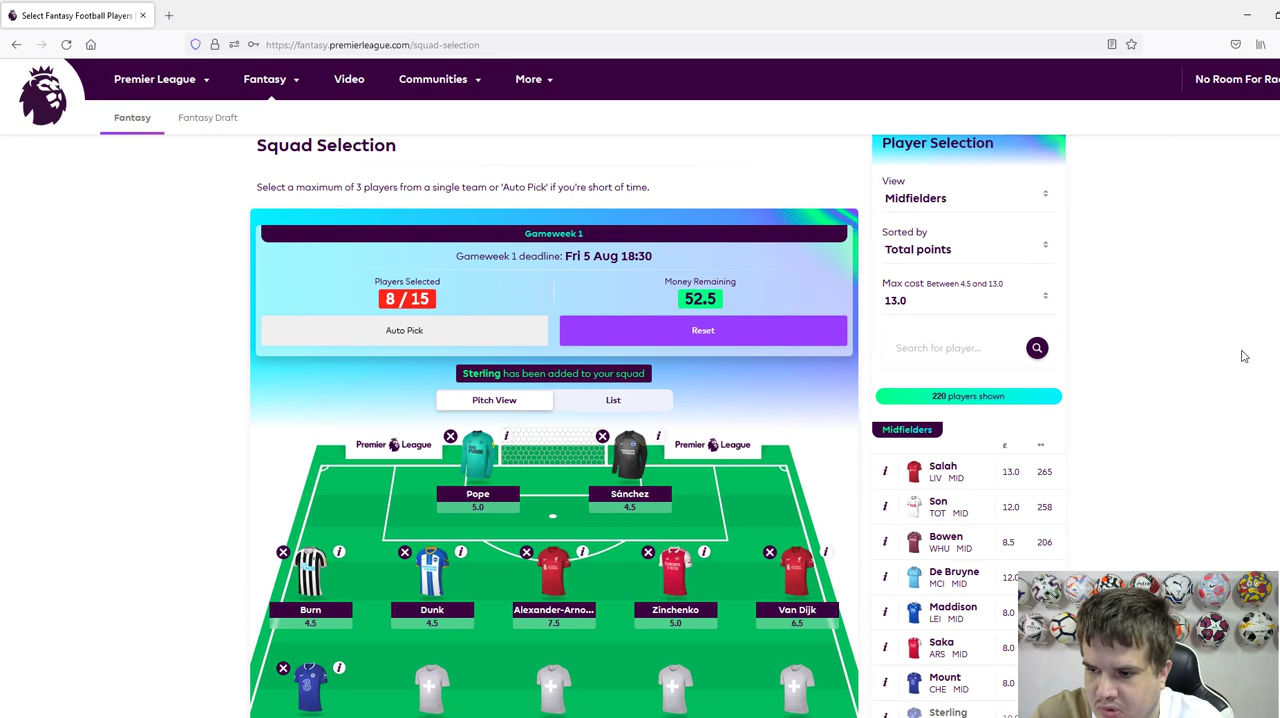 Select Fantasy Football Players |
https://fantasy.premierleague.com/squad-selection
Premier League Fantasy Video Communities More No Room For Ra
Fantasy Fantasy Draft
Squad Selection
Select a maximum of 3 players from a single team or 'Auto Pick' if you're short of time.
Gameweek 1
Gameweek 1 deadline: Fri 5 Aug 18:30
Players Selected Money Remaining
8 / 15 52.5
Auto Pick Reset
Sterling has been added to your squad
Pitch View List
Premier League Premier League
Pope Sánchez
5.0 4.5
Burn Dunk Alexander-Arno... Zinchenko Van Dijk
4.5 4.5 7.5 5.0 6.5
Player Selection
View
Midfielders
Sorted by
Total points
Max cost Between 4.5 and 13.0
13.0
Search for player...
220 players shown
Midfielders
£ **
Salah 13.0 265
LIV MID
Son 12.0 258
TOT MID
Bowen 8.5 206
WHU MID
De Bruyne 12.0
MCI MID
Maddison 8.0
LEI MID
Saka 8.0
ARS MID
Mount 8.0
CHE MID
Sterling